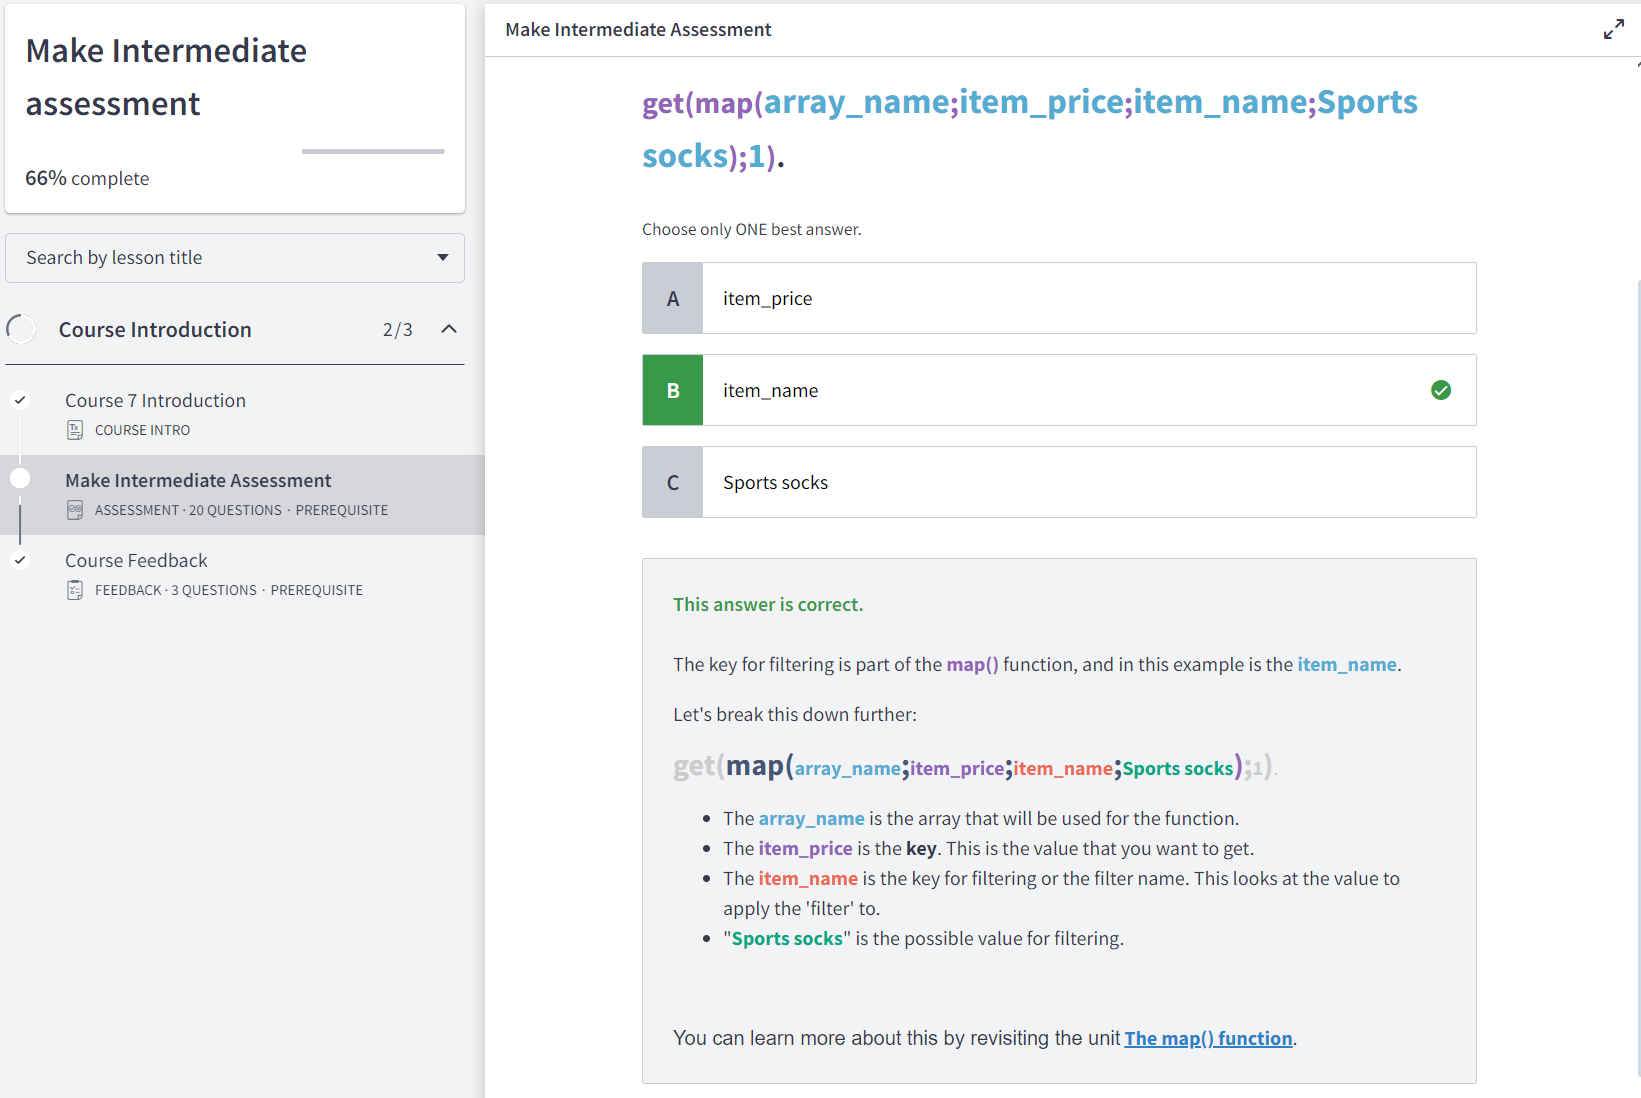 Make Intermediate
assessment
66% complete
Search by lesson title
Course Introduction 2/3
Course 7 Introduction
COURSE INTRO
Make Intermediate Assessment
ASSESSMENT · 20 QUESTIONS · PREREQUISITE
Course Feedback
FEEDBACK · 3 QUESTIONS · PREREQUISITE
Make Intermediate Assessment
get(map(array_name;item_price;item_name;Sports
socks);1).
Choose only ONE best answer.
A item_price
B item_name
C Sports socks
This answer is correct.
The key for filtering is part of the map() function, and in this example is the item_name.
Let's break this down further:
get(map(array_name;item_price;item_name;Sports socks);1).
• The array_name is the array that will be used for the function.
• The item_price is the key. This is the value that you want to get.
• The item_name is the key for filtering or the filter name. This looks at the value to
apply the 'filter' to.
• "Sports socks" is the possible value for filtering.
You can learn more about this by revisiting the unit The map() function.